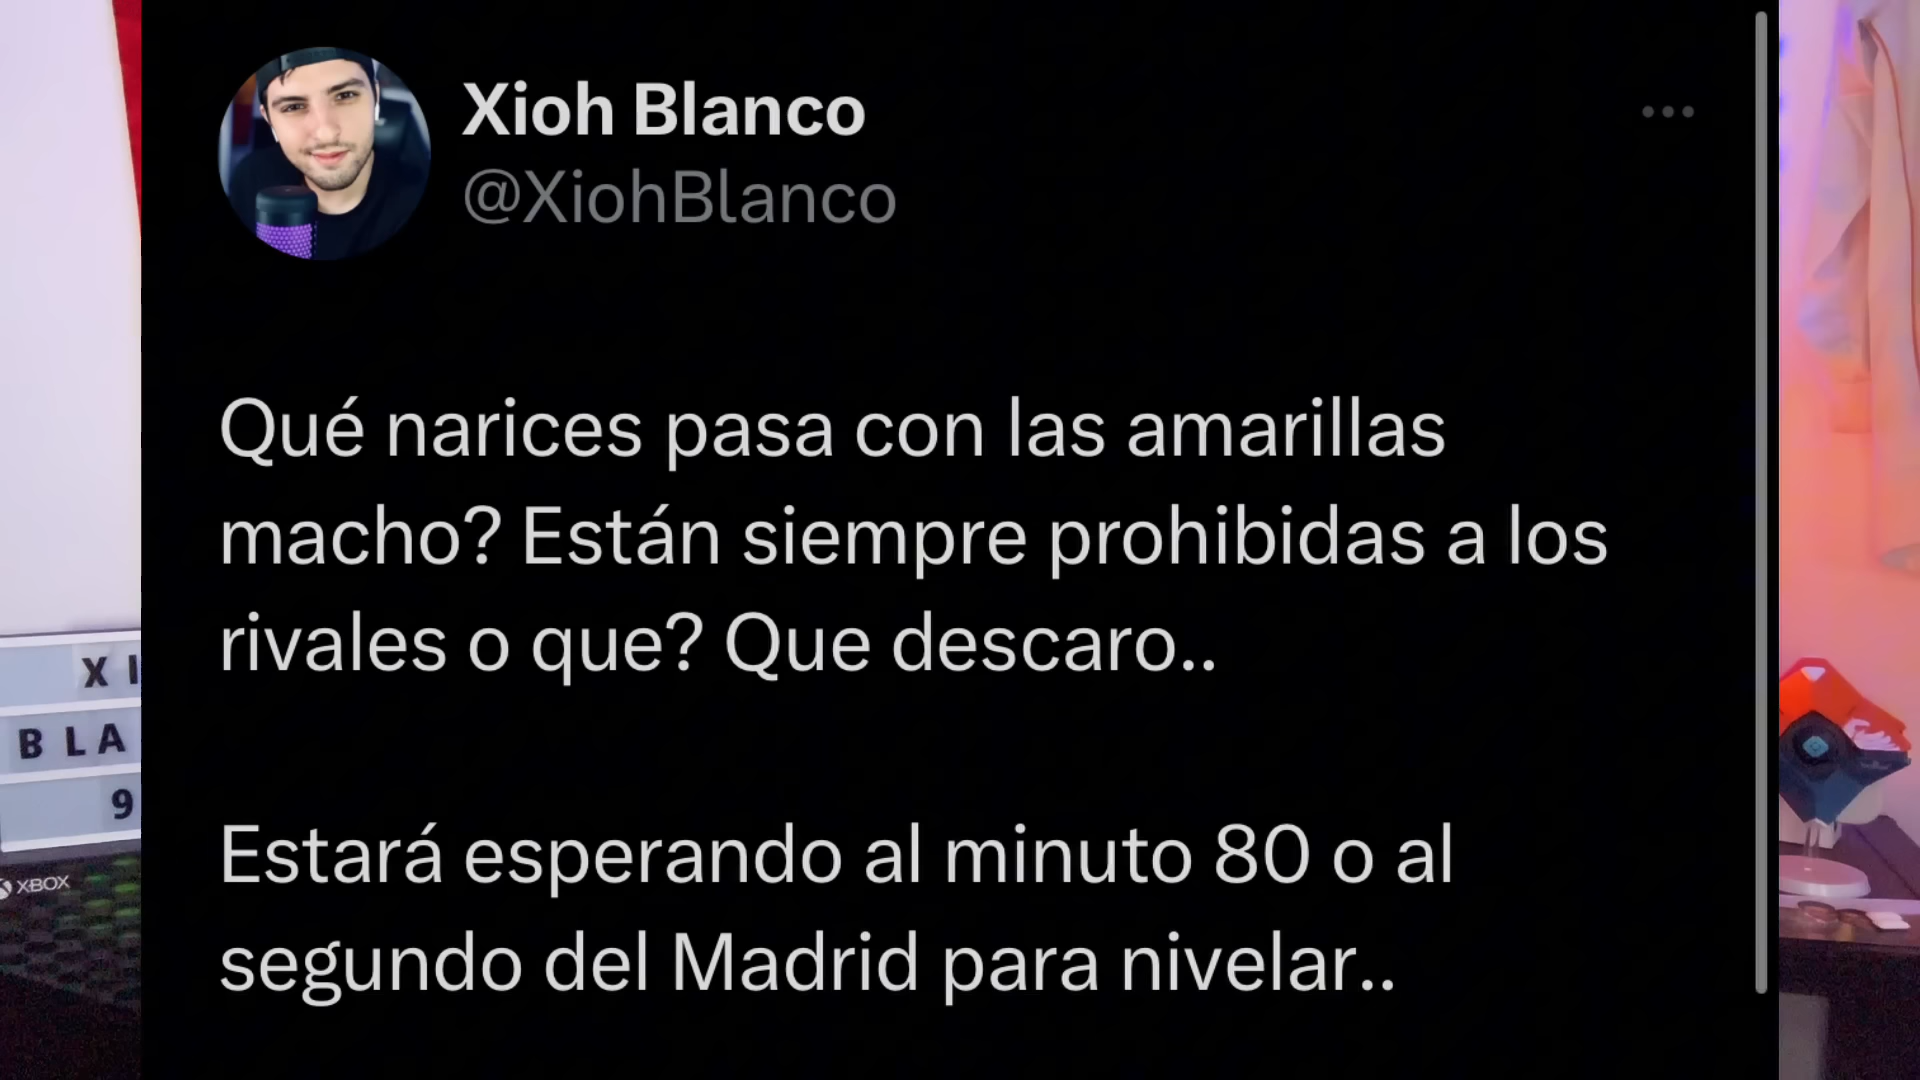 Xioh Blanco
@XiohBlanco
Qué narices pasa con las amarillas
macho? Están siempre prohibidas a los
rivales o que? Que descaro..
Estará esperando al minuto 80 o al
segundo del Madrid para nivelar..
X I
B L A
9
XBOX